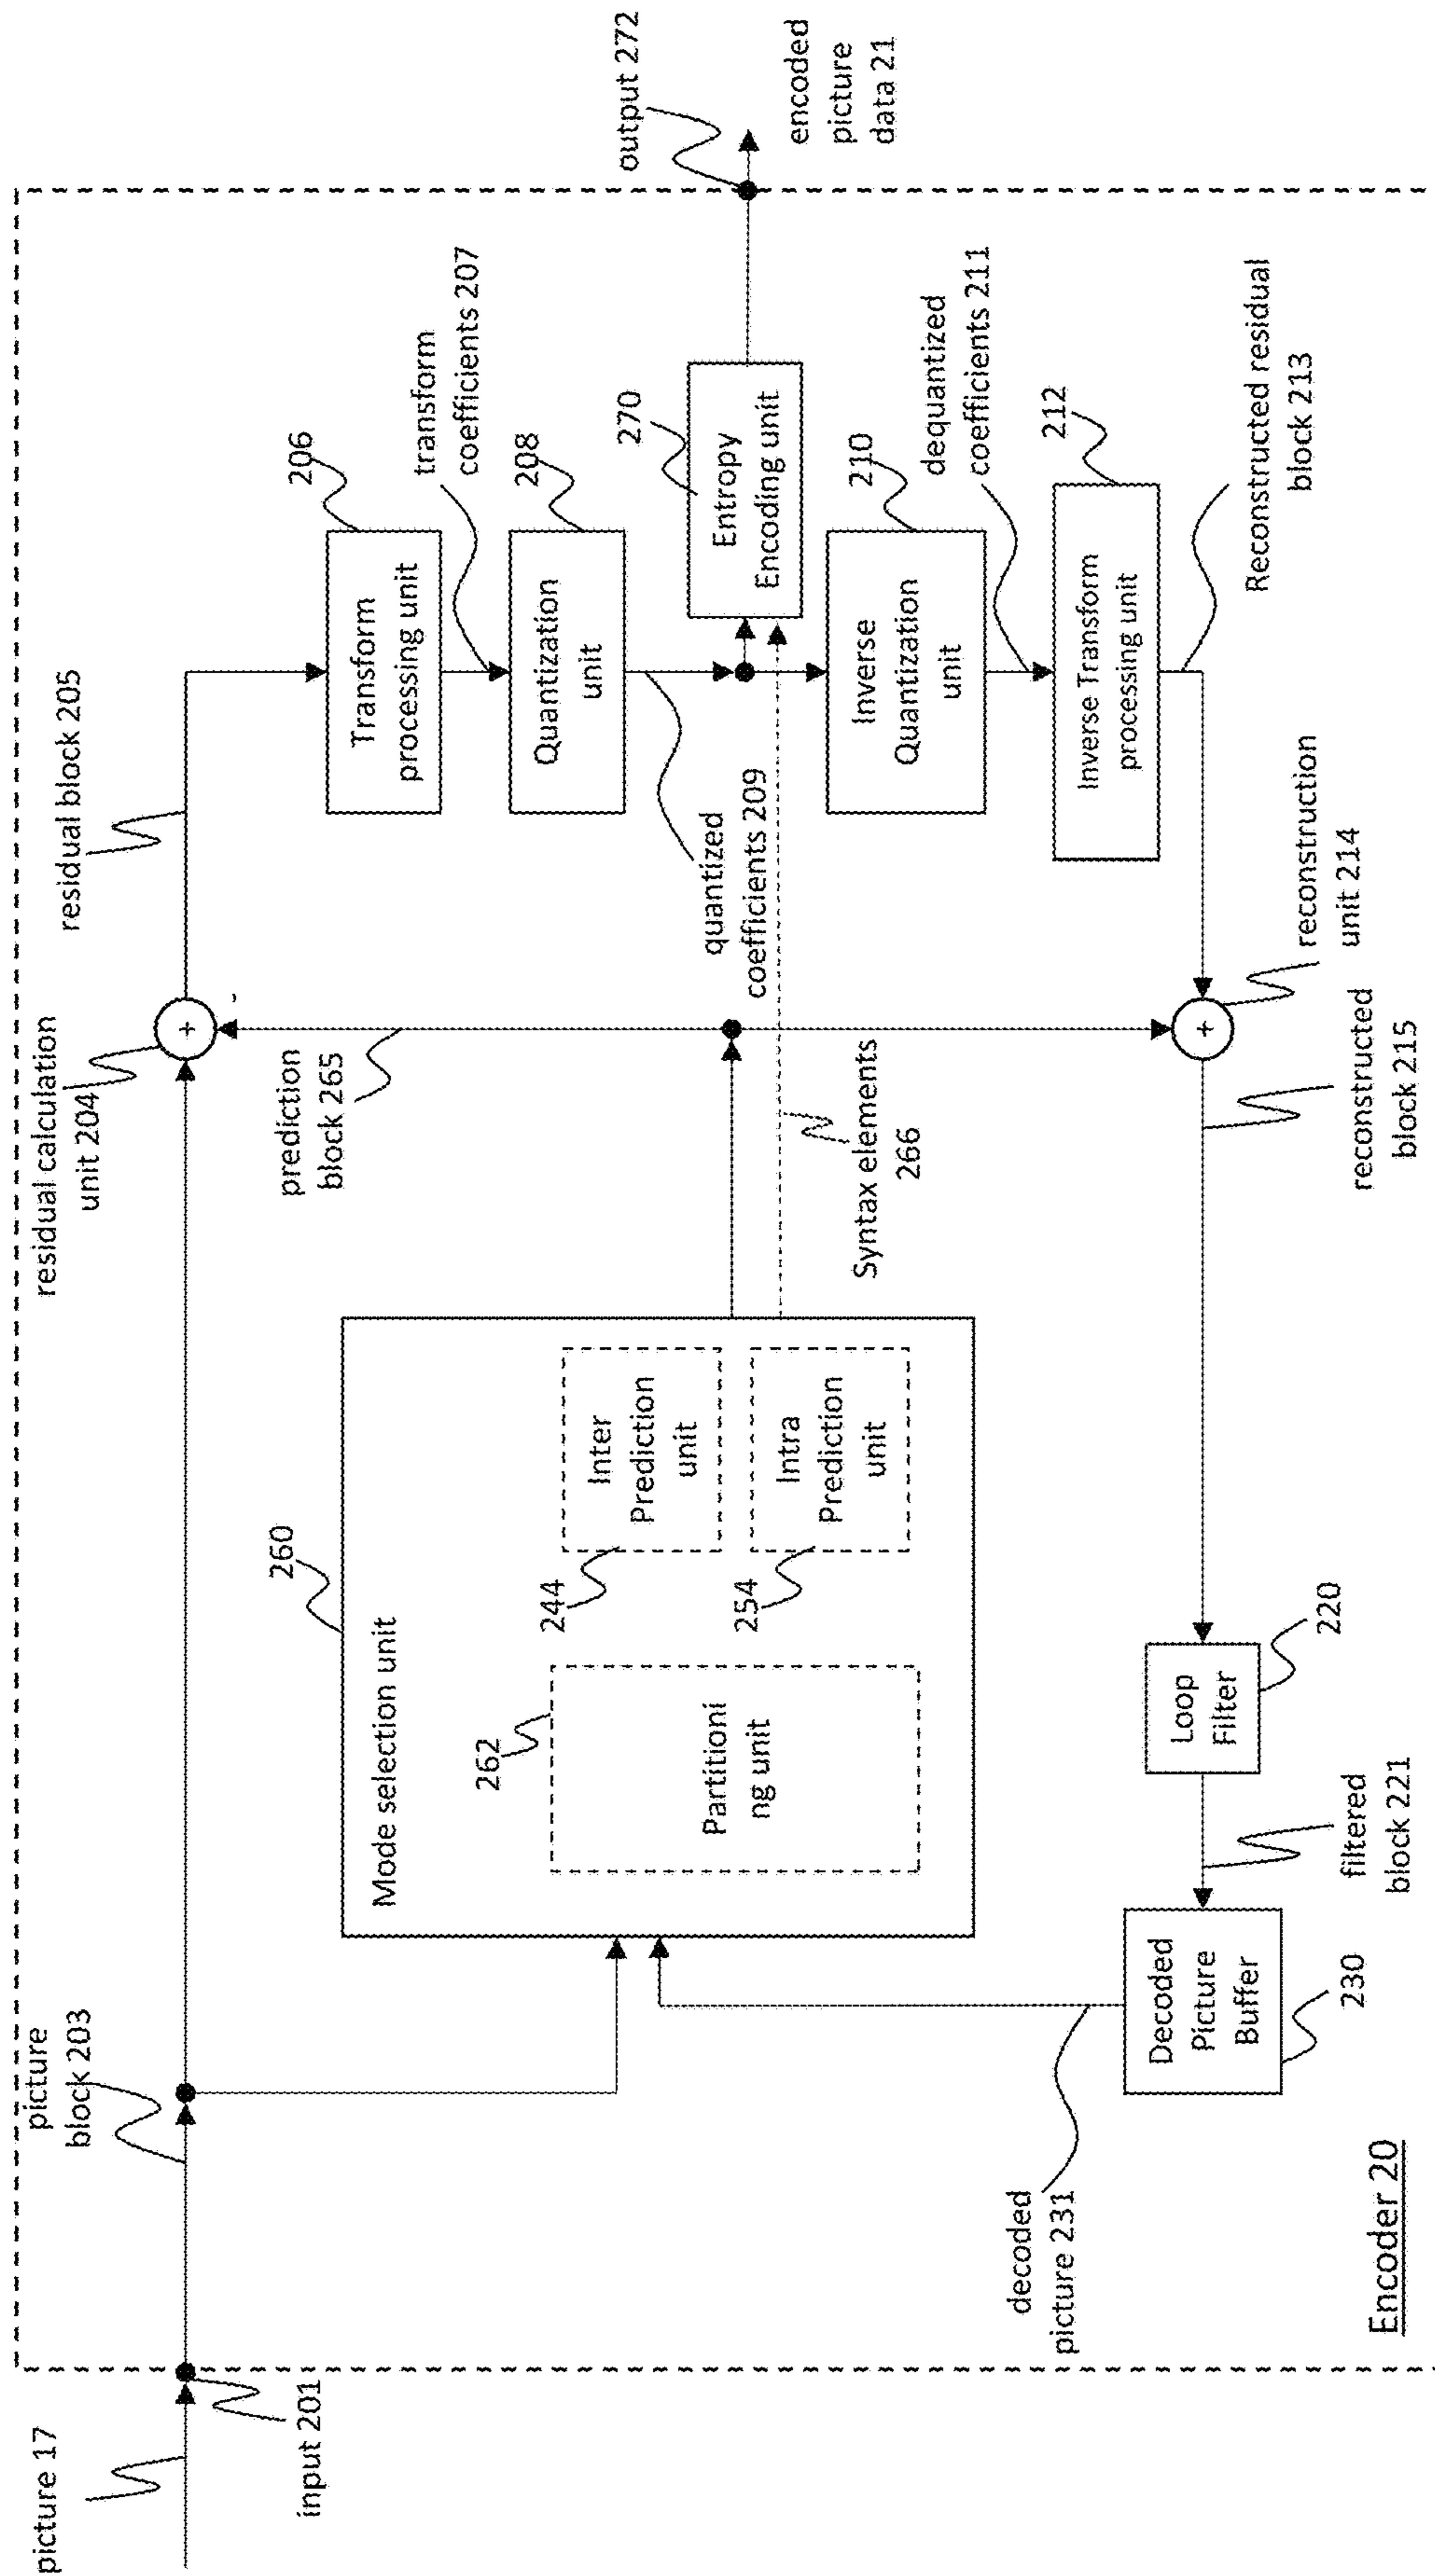 picture 17
input 201
picture
block 203
residual calculation
unit 204
residual block 205
206
Transform
processing unit
transform
coefficients 207
208
Quantization
unit
quantized
coefficients 209
270
Entropy
Encoding unit
output 272
encoded
picture
data 21
210
Inverse
Quantization
unit
dequantized
coefficients 211
212
Inverse Transform
processing unit
Reconstructed residual
block 213
+
-
prediction
block 265
Syntax elements
266
+
reconstruction
unit 214
reconstructed
block 215
260
Mode selection unit
262
Partitioni
ng unit
244
Inter
Prediction
unit
254
Intra
Prediction
unit
220
Loop
Filter
filtered
block 221
Decoded
Picture
Buffer
230
decoded
picture 231
Encoder 20